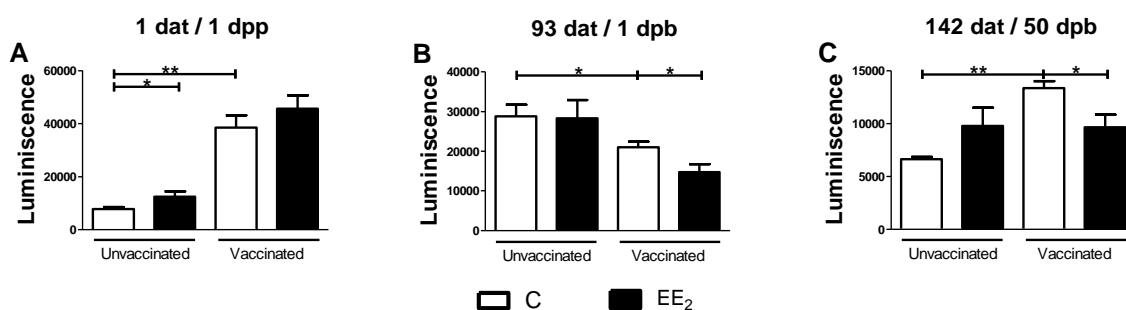 1 dat / 1 dpp
93 dat / 1 dpb
142 dat / 50 dpb
A
Luminiscence
60000
40000
20000
0
**
*
Unvaccinated Vaccinated
B
Luminiscence
40000
30000
20000
10000
0
* *
Unvaccinated Vaccinated
C
Luminiscence
15000
10000
5000
0
** *
Unvaccinated Vaccinated
C EE₂